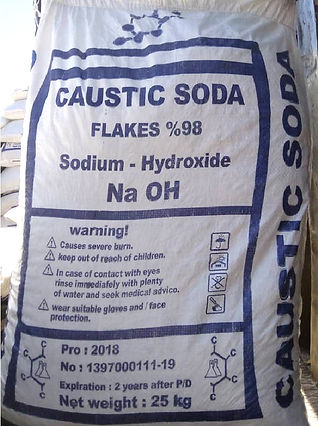 CAUSTIC SODA
FLAKES %98
Sodium - Hydroxide
Na OH
warning!
Causes severe burn.
keep out of reach of children.
In case of contact with eyes
rinse immediafely with plenty
of water and seek medical advico.
wear suitable gloves and / face
protection.
Pro : 2018
No : 1397000111-19
Expiration : 2 years after P/D
Net weight : 25 kg
CAUSTIC SODA